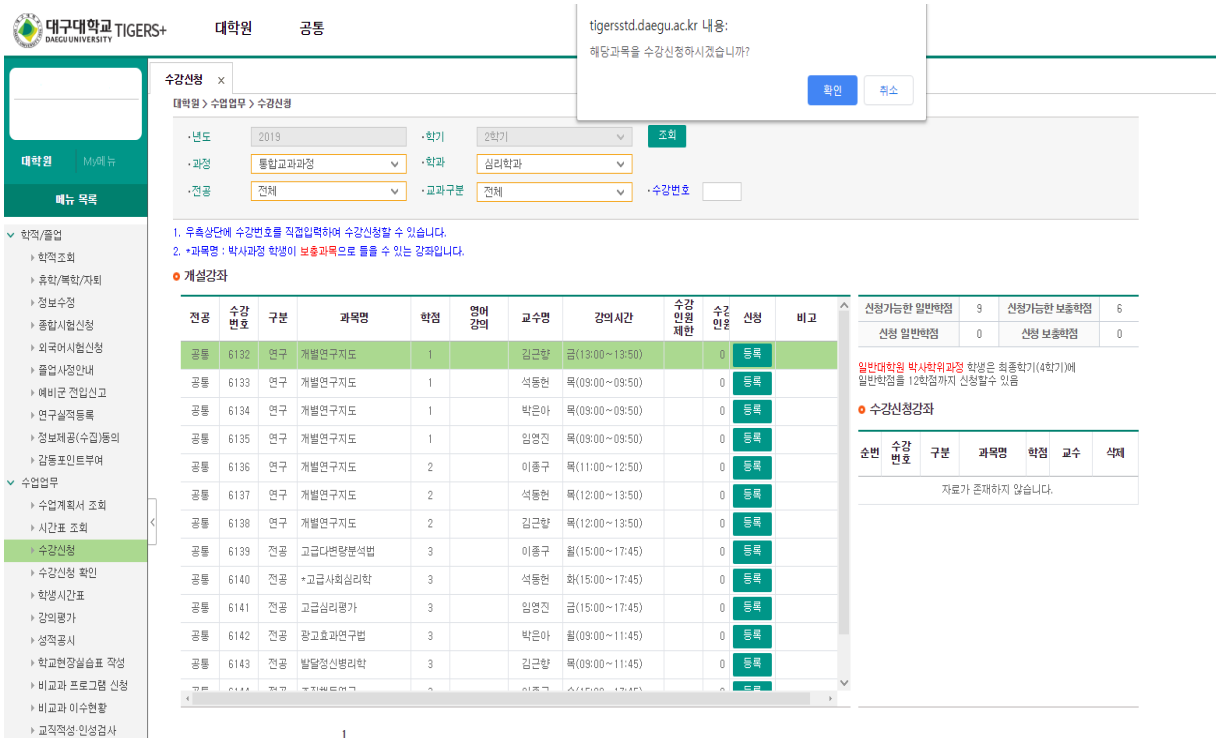 대구대학교 TIGERS+
DAEGU UNIVERSITY
대학원 공통
tigersstd.daegu.ac.kr 내용:
해당과목을 수강신청하시겠습니까?
확인 취소
대학원 My메뉴
메뉴 목록
학적/졸업
학적조회
휴학/복학/자퇴
정보수정
종합시험신청
외국어시험신청
졸업사정안내
예비군 전입신고
연구실적등록
정보제공(수집)동의
감동포인트부여
수업업무
수업계획서 조회
시간표 조회
수강신청
수강신청 확인
학생시간표
강의평가
성적공시
학교현장실습표 작성
비교과 프로그램 신청
비교과 이수현황
교직적성·인성검사
수강신청 x
대학원 > 수업업무 > 수강신청
·년도 2019 ·학기 2학기 조회
·과정 통합교과과정 ·학과 심리학과
·전공 전체 ·교과구분 전체 ·수강번호
1. 우측상단에 수강번호를 직접입력하여 수강신청할 수 있습니다.
2. *과목명 : 박사과정 학생이 보충과목으로 들을 수 있는 강좌입니다.
개설강좌
전공 수강번호 구분 과목명 학점 영어강의 교수명 강의시간 수강인원제한 수강인원 신청 비고
공통 6132 연구 개별연구지도 1 김근향 금(13:00~13:50) 0 등록
공통 6133 연구 개별연구지도 1 석동헌 목(09:00~09:50) 0 등록
공통 6134 연구 개별연구지도 1 박은아 목(09:00~09:50) 0 등록
공통 6135 연구 개별연구지도 1 임영진 목(09:00~09:50) 0 등록
공통 6136 연구 개별연구지도 2 이종구 목(11:00~12:50) 0 등록
공통 6137 연구 개별연구지도 2 석동헌 목(12:00~13:50) 0 등록
공통 6138 연구 개별연구지도 2 김근향 목(12:00~13:50) 0 등록
공통 6139 전공 고급다변량분석법 3 이종구 월(15:00~17:45) 0 등록
공통 6140 전공 *고급사회심리학 3 석동헌 화(15:00~17:45) 0 등록
공통 6141 전공 고급심리평가 3 임영진 금(15:00~17:45) 0 등록
공통 6142 전공 광고효과연구법 3 박은아 월(09:00~11:45) 0 등록
공통 6143 전공 발달정신병리학 3 김근향 목(09:00~11:45) 0 등록
신청가능한 일반학점 9 신청가능한 보충학점 6
신청 일반학점 0 신청 보충학점 0
일반대학원 박사학위과정 학생은 최종학기(4학기)에
일반학점을 12학점까지 신청할수 있음
수강신청강좌
순번 수강번호 구분 과목명 학점 교수 삭제
자료가 존재하지 않습니다.